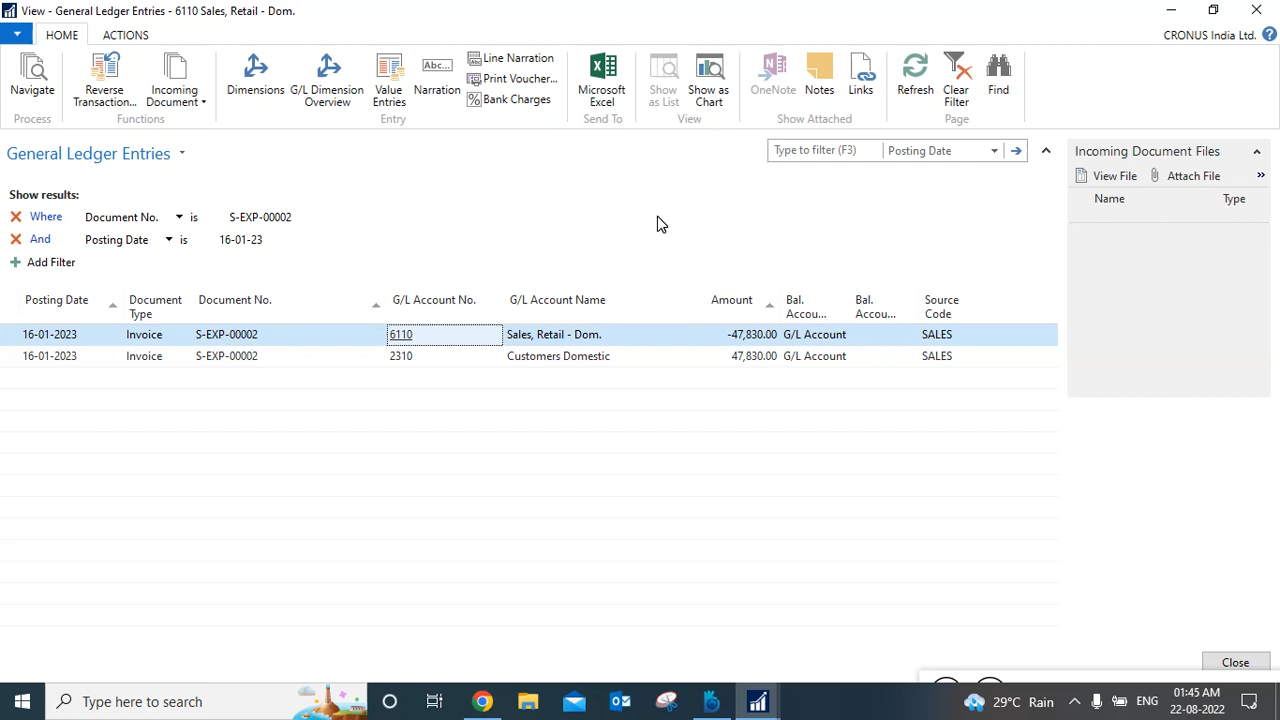 View - General Ledger Entries - 6110 Sales, Retail - Dom.
HOME ACTIONS CRONUS India Ltd.
Navigate
Reverse Transaction...
Incoming Document
Dimensions
G/L Dimension Overview
Value Entries
Abc...
Narration
Line Narration
Print Voucher...
Bank Charges
Microsoft Excel
Show as List
Show as Chart
OneNote
Notes
Links
Refresh
Clear Filter
Find
Process Functions Entry Send To View Show Attached Page
General Ledger Entries
Type to filter (F3) Posting Date
Incoming Document Files
View File Attach File »
Name Type
Show results:
Where Document No. is S-EXP-00002
And Posting Date is 16-01-23
Add Filter
Posting Date Document Type Document No. G/L Account No. G/L Account Name Amount Bal. Accou... Bal. Accou... Source Code
16-01-2023 Invoice S-EXP-00002 6110 Sales, Retail - Dom. -47,830.00 G/L Account SALES
16-01-2023 Invoice S-EXP-00002 2310 Customers Domestic 47,830.00 G/L Account SALES
Close
Type here to search
29°C Rain
ENG
01:45 AM
22-08-2022